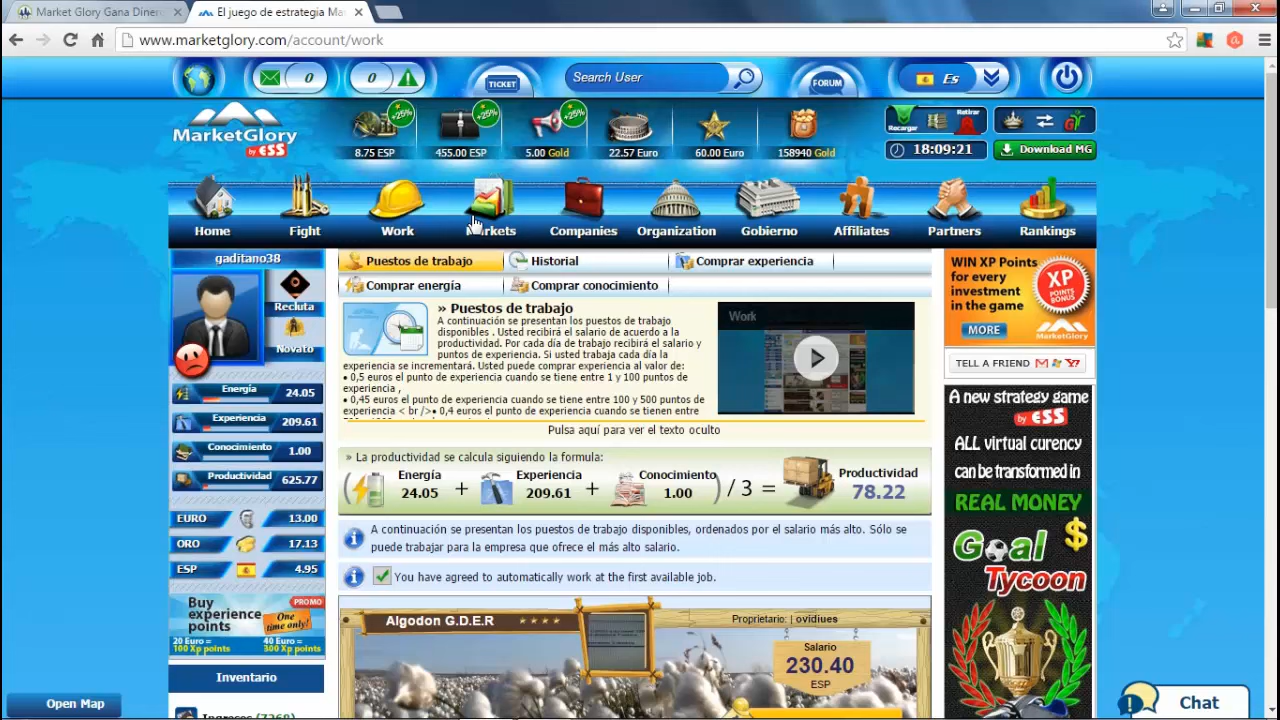 Market Glory Gana Diner
El juego de estrategia Ma
www.marketglory.com/account/work
0
0
TICKET
Search User
FORUM
Es
MarketGlory
by ESS
+25%
+25%
+25%
8.75 ESP
455.00 ESP
5.00 Gold
22.57 Euro
60.00 Euro
158940 Gold
Recargar
Retirar
18:09:21
Download MG
Home
Fight
Work
Markets
Companies
Organization
Gobierno
Affiliates
Partners
Rankings
gaditano38
Recluta
Novato
Energía 24.05
Experiencia 209.61
Conocimiento 1.00
Productividad 625.77
EURO 13.00
ORO 17.13
ESP 4.95
Buy
experience
points
PROMO
One
time only!
20 Euro =
100 Xp points
40 Euro =
300 Xp points
Inventario
Ingresos (7268)
Open Map
Puestos de trabajo
Historial
Comprar experiencia
Comprar energía
Comprar conocimiento
» Puestos de trabajo
A continuación se presentan los puestos de trabajo
disponibles . Usted recibirá el salario de acuerdo a la
productividad. Por cada día de trabajo recibirá el salario y
puntos de experiencia. Si usted trabaja cada día la
experiencia se incrementará. Usted puede comprar experiencia al valor de:
• 0,5 euros el punto de experiencia cuando se tiene entre 1 y 100 puntos de
experiencia ,
• 0,45 euros el punto de experiencia cuando se tiene entre 100 y 500 puntos de
experiencia < br />• 0,4 euros el punto de experiencia cuando se tienen entre
Work
Pulsa aquí para ver el texto oculto
» La productividad se calcula siguiendo la formula:
( Energía 24.05 + Experiencia 209.61 + Conocimiento 1.00 ) / 3 = Productividad 78.22
A continuación se presentan los puestos de trabajo disponibles, ordenados por el salario más alto. Sólo se
puede trabajar para la empresa que ofrece el más alto salario.
You have agreed to automatically work at the first available job.
Algodon G.D.E.R
Proprietario: | ovidiues
Salario
230.40
ESP
WIN XP Points
for every
investment
in the game
XP
POINTS
BONUS
MORE
MarketGlory
TELL A FRIEND
A new strategy game
by ESS
ALL virtual curency
can be transformed in
REAL MONEY
Goal
Tycoon
$
Chat